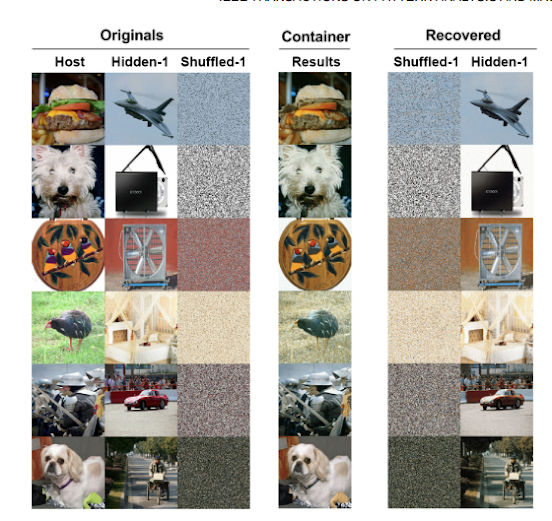 Originals
Container
Recovered
Host
Hidden-1
Shuffled-1
Results
Shuffled-1
Hidden-1